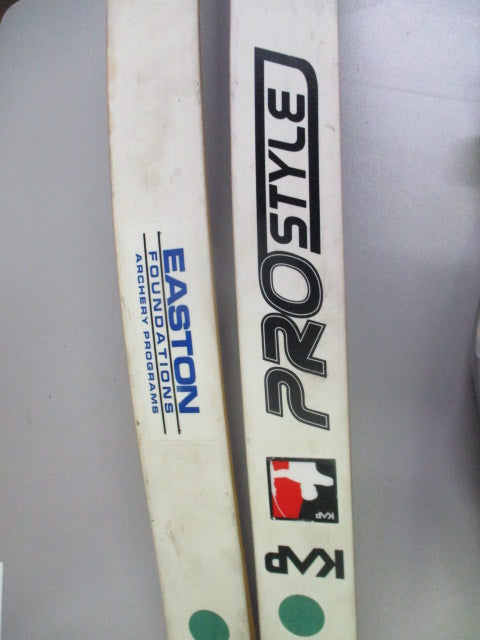 EASTON
FOUNDATIONS
ARCHERY PROGRAMS
PROSTYLE
KAP
KAP